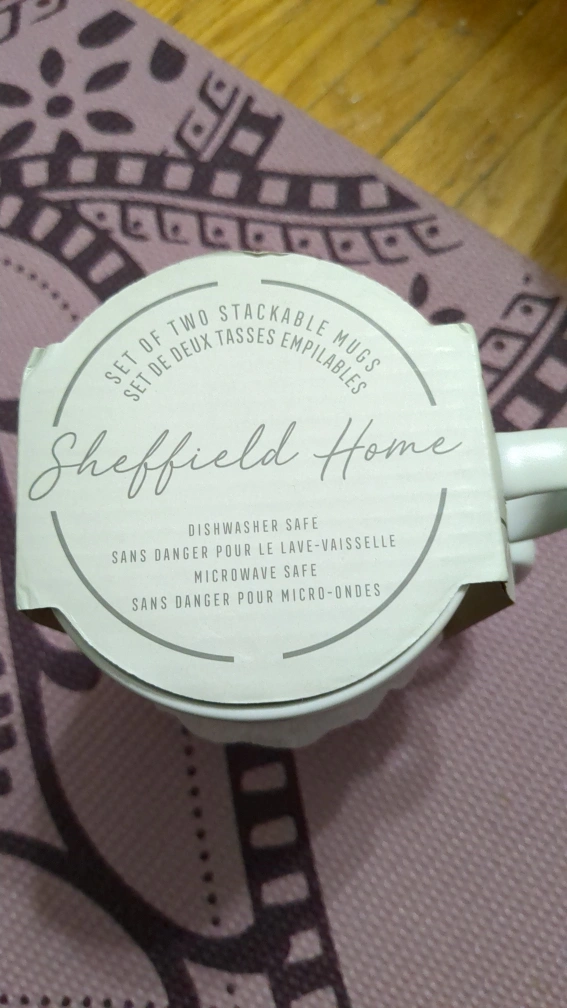 SET OF TWO STACKABLE MUGS
SET DE DEUX TASSES EMPILABLES
Sheffield Home
DISHWASHER SAFE
SANS DANGER POUR LE LAVE-VAISSELLE
MICROWAVE SAFE
SANS DANGER POUR MICRO-ONDES